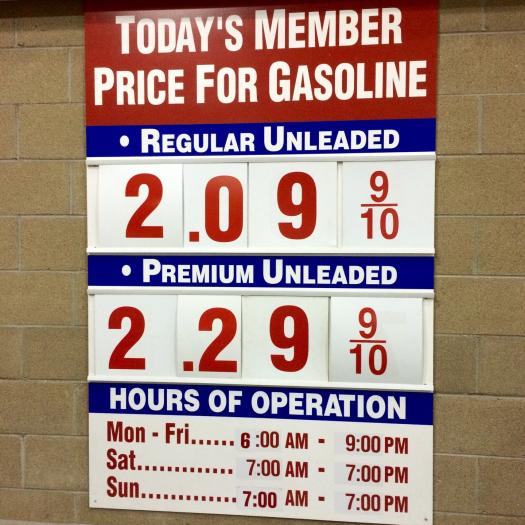 TODAY'S MEMBER
PRICE FOR GASOLINE
• REGULAR UNLEADED
2.09 9/10
• PREMIUM UNLEADED
2.29 9/10
HOURS OF OPERATION
Mon - Fri...... 6:00 AM - 9:00 PM
Sat............. 7:00 AM - 7:00 PM
Sun............. 7:00 AM - 7:00 PM